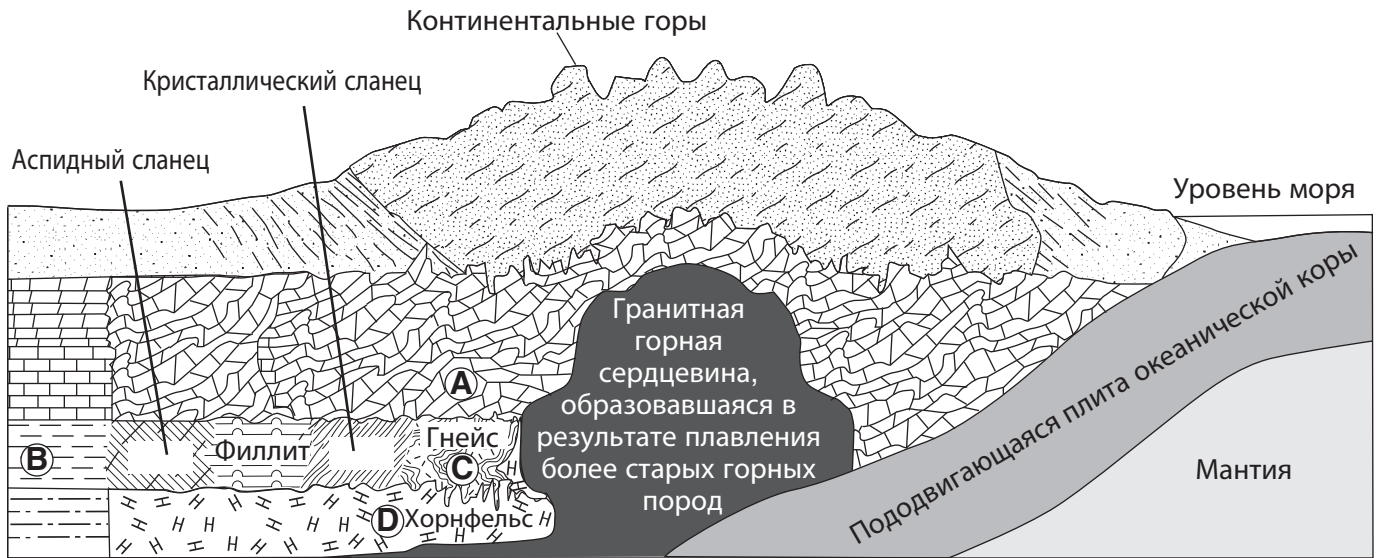 Континентальные горы
Кристаллический сланец
Аспидный сланец
Уровень моря
Гранитная
горная
сердцевина,
образовавшаяся в
результате плавления
более старых горных
пород
A
B
Филлит
Гнейс
C
D
Хорнфельс
Пододвигающаяся плита океанической коры
Мантия